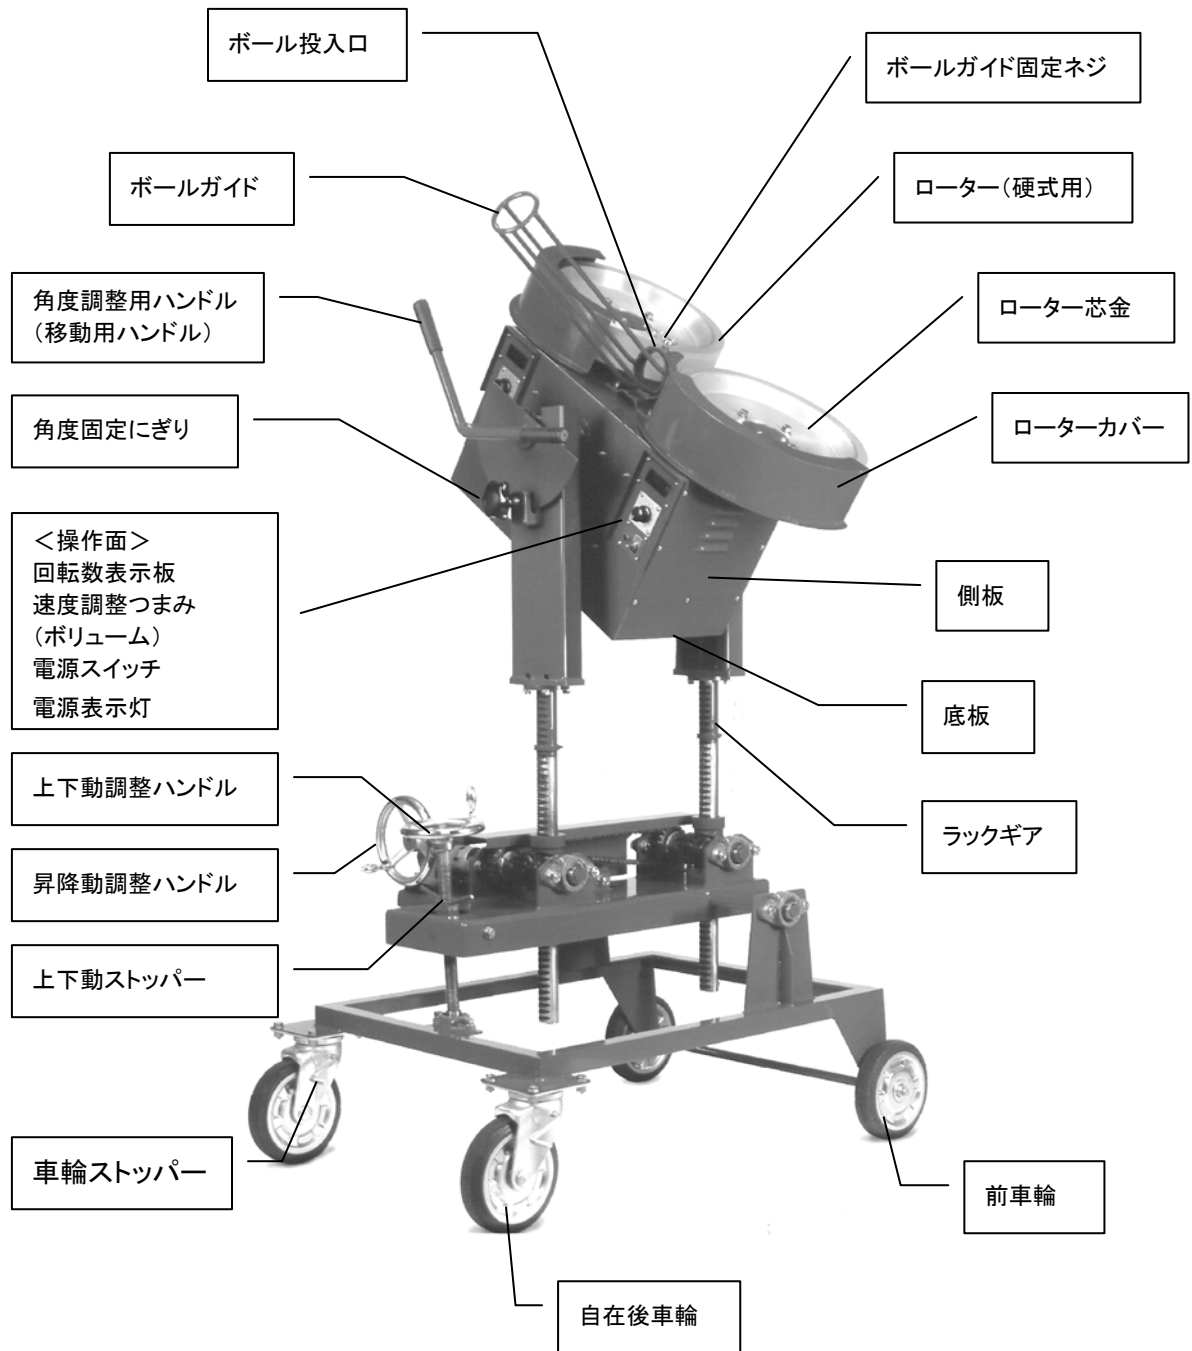 ボール投入口
ボールガイド固定ネジ
ボールガイド
ローター（硬式用）
角度調整用ハンドル
（移動用ハンドル）
ローター芯金
角度固定にぎり
ローターカバー
＜操作面＞
回転数表示板
速度調整つまみ
（ボリューム）
電源スイッチ
電源表示灯
側板
底板
上下動調整ハンドル
ラックギア
昇降動調整ハンドル
上下動ストッパー
車輪ストッパー
前車輪
自在後車輪